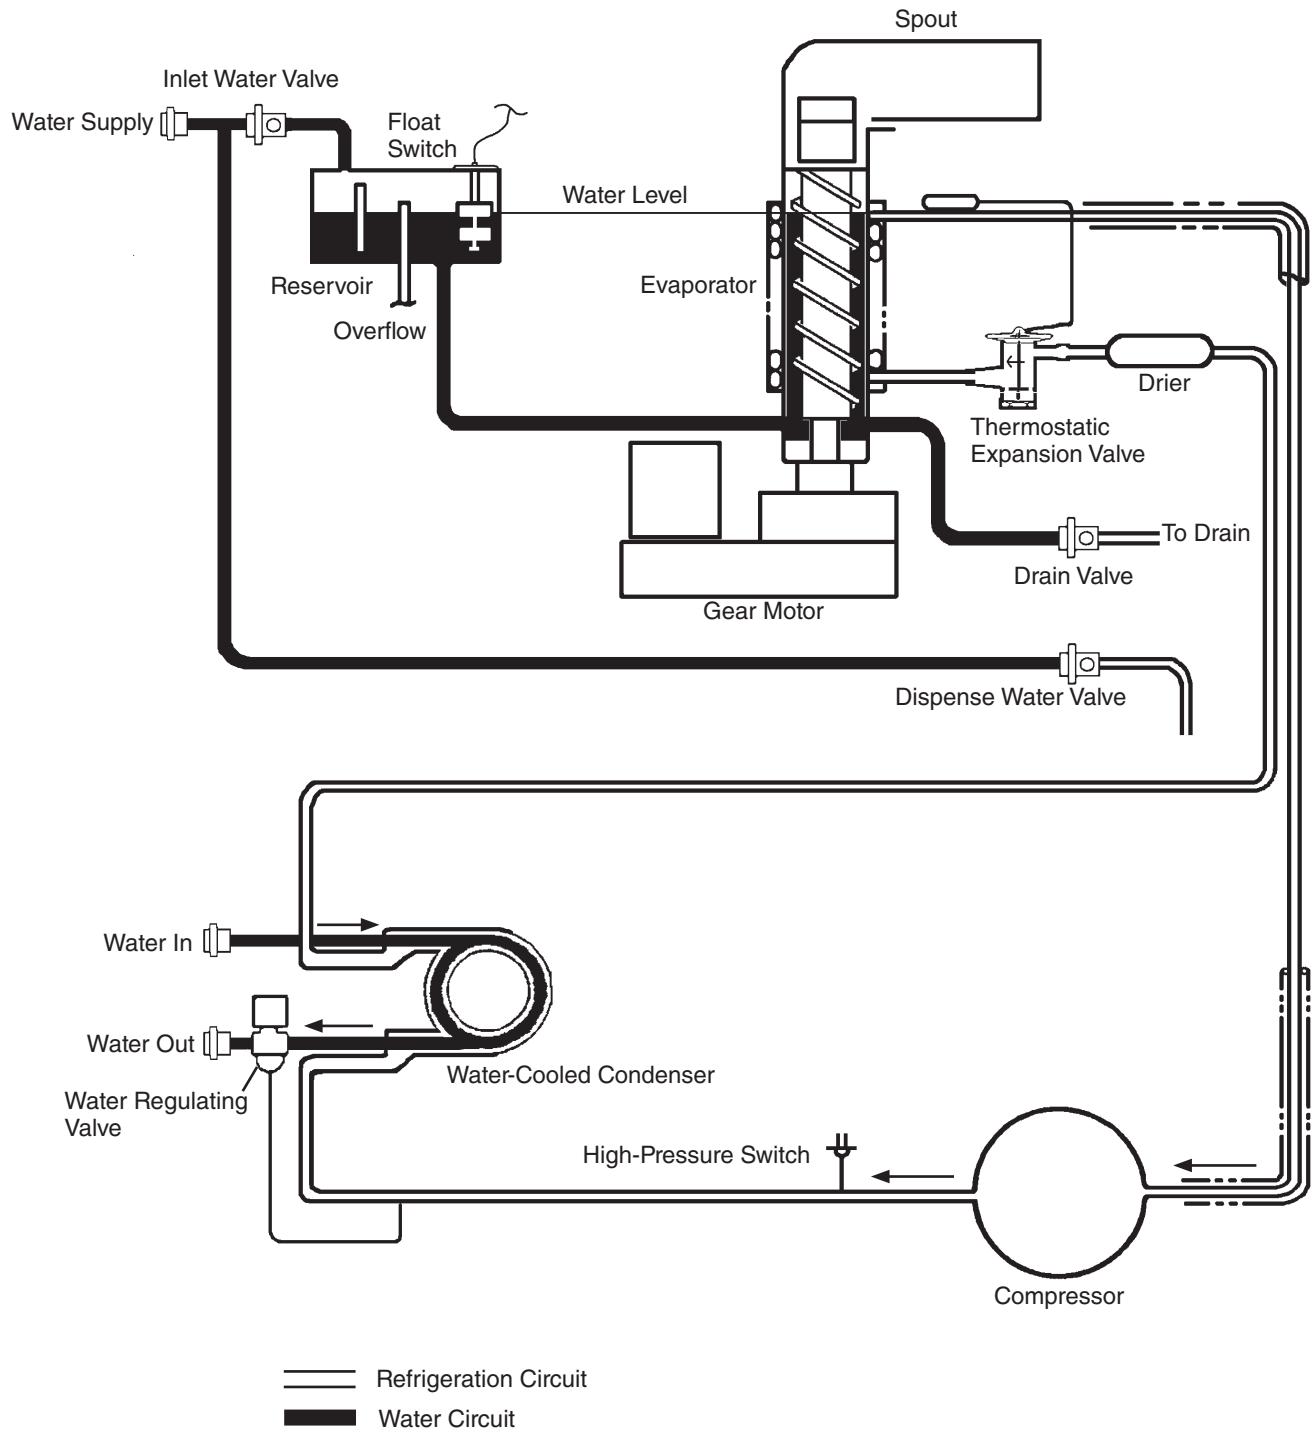 Spout
Inlet Water Valve
Water Supply
Float
Switch
Water Level
Reservoir
Evaporator
Overflow
Drier
Thermostatic
Expansion Valve
To Drain
Drain Valve
Gear Motor
Dispense Water Valve
Water In
Water Out
Water-Cooled Condenser
Water Regulating
Valve
High-Pressure Switch
Compressor
Refrigeration Circuit
Water Circuit